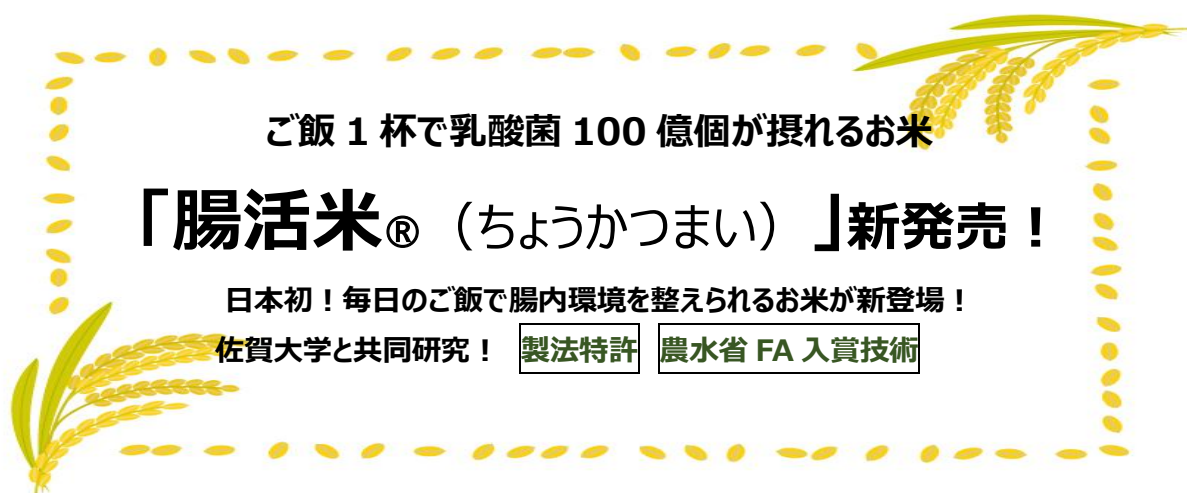 ご飯 1 杯で乳酸菌 100 億個が摂れるお米
「腸活米®（ちょうかつまい）」新発売！
日本初！毎日のご飯で腸内環境を整えられるお米が新登場！
佐賀大学と共同研究！ 製法特許 農水省 FA 入賞技術